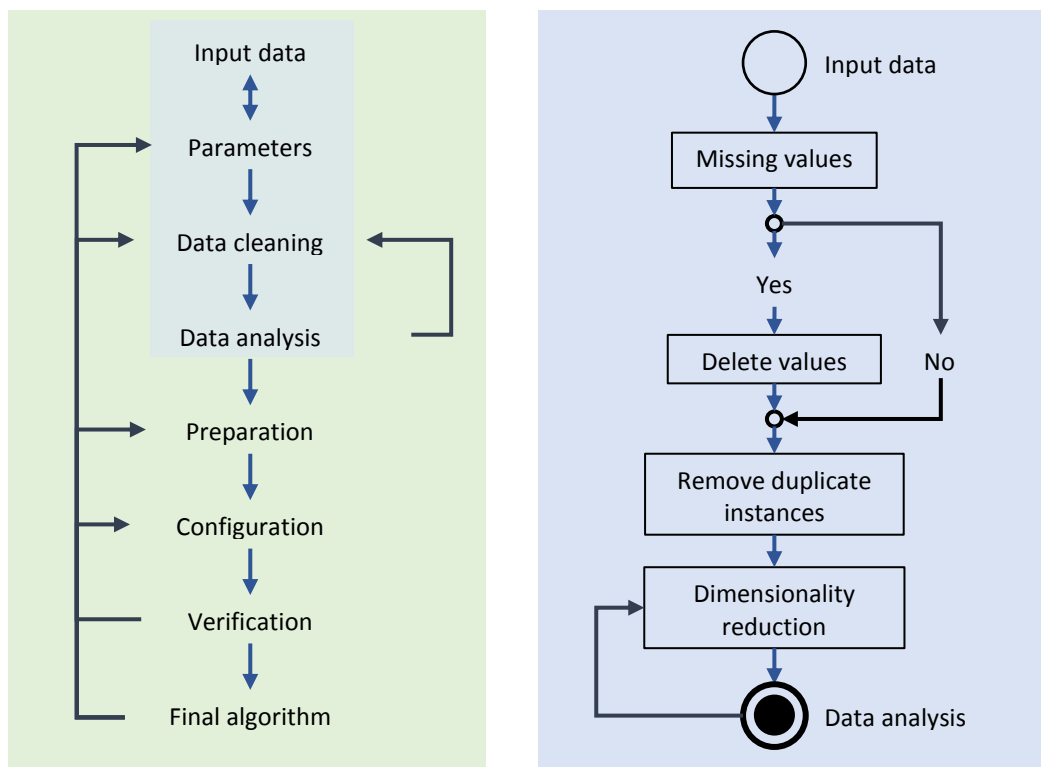 Input data
Parameters
Data cleaning
Data analysis
Preparation
Configuration
Verification
Final algorithm
Input data
Missing values
Yes
Delete values
No
Remove duplicate
instances
Dimensionality
reduction
Data analysis